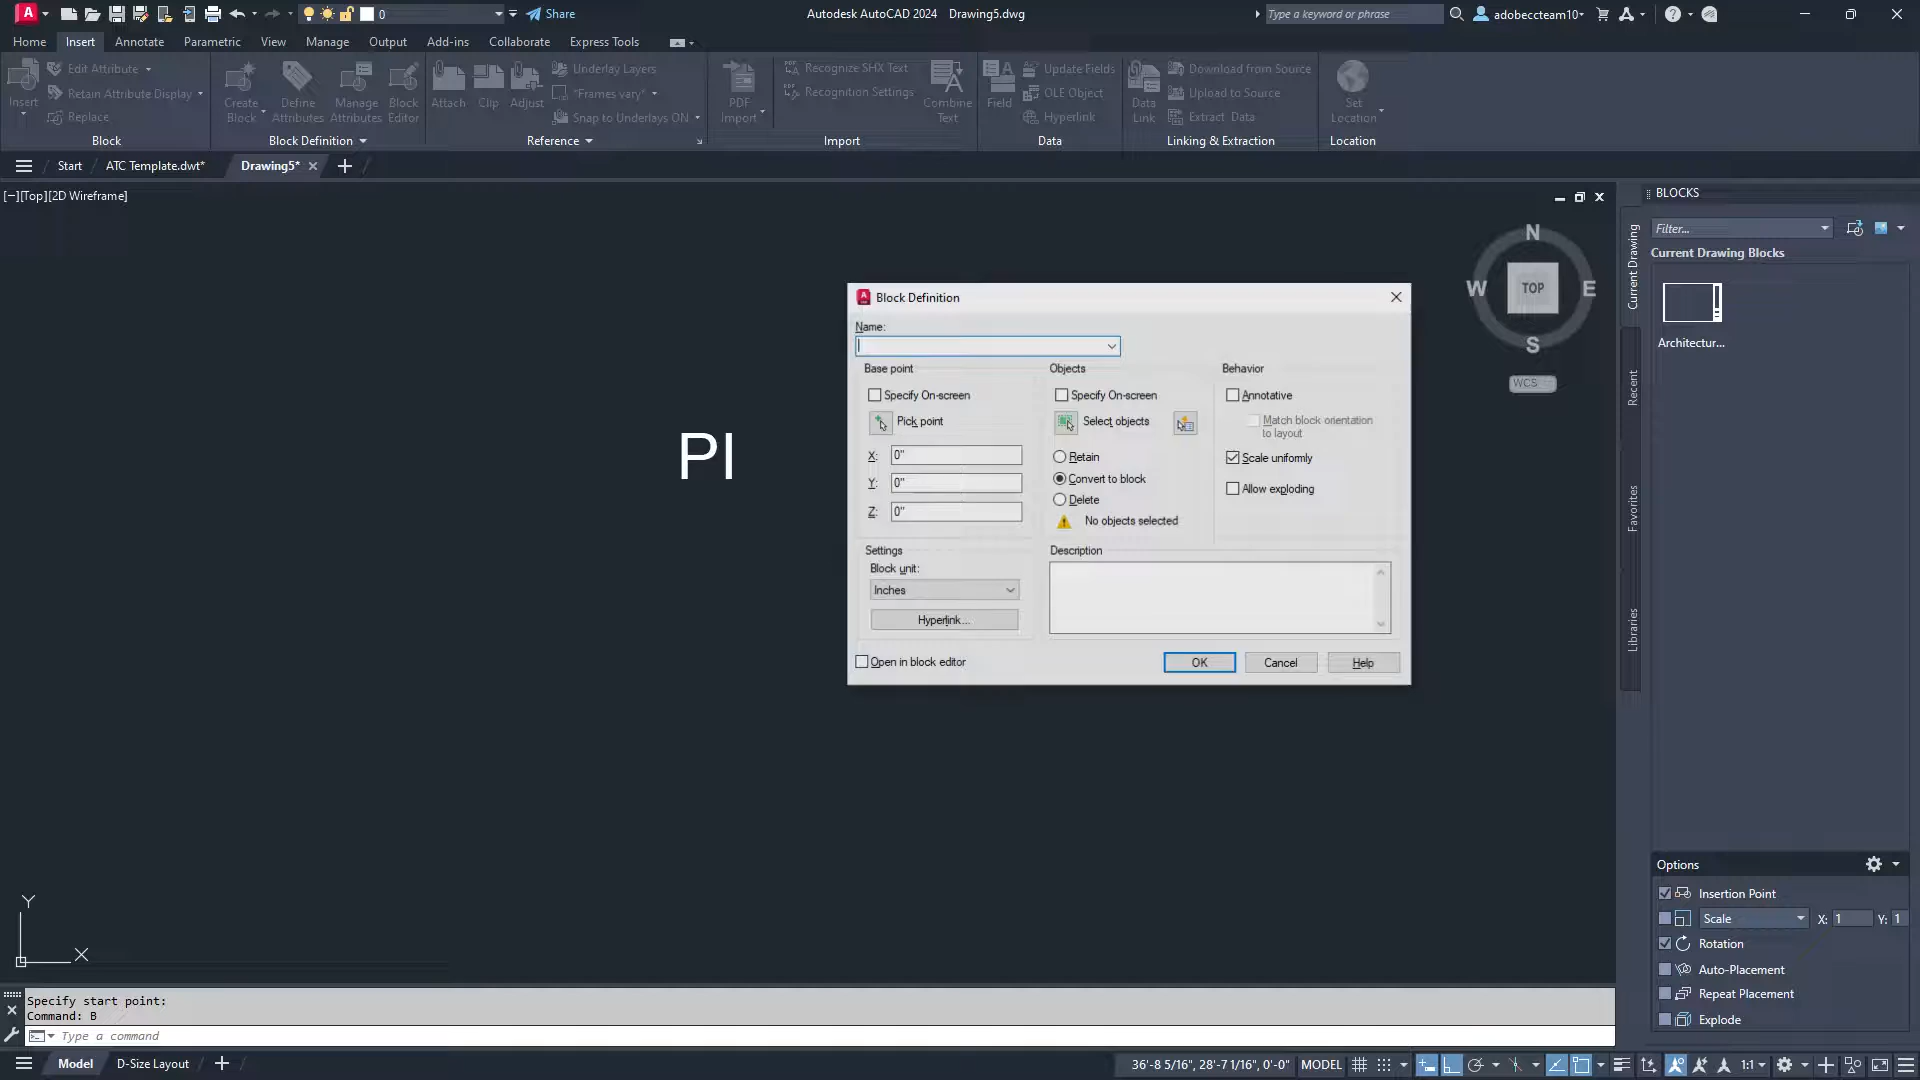 0
Share
Autodesk AutoCAD 2024 Drawing5.dwg
Type a keyword or phrase
adobeccteam10
Home Insert Annotate Parametric View Manage Output Add-ins Collaborate Express Tools
Insert
Edit Attribute
Retain Attribute Display
Replace
Block
Create Block
Define Attributes
Manage Attributes
Block Editor
Block Definition
Attach
Clip
Adjust
Underlay Layers
*Frames vary*
Snap to Underlays ON
Reference
PDF Import
Recognize SHX Text
Recognition Settings
Combine Text
Import
Field
Update Fields
OLE Object
Hyperlink
Data
Data Link
Download from Source
Upload to Source
Extract Data
Linking & Extraction
Set Location
Location
Start ATC Template.dwt* Drawing5*
[−][Top][2D Wireframe]
N
W TOP E
S
WCS
PI
Block Definition
Name:
Base point
Specify On-screen
Pick point
X: 0"
Y: 0"
Z: 0"
Objects
Specify On-screen
Select objects
Retain
Convert to block
Delete
No objects selected
Behavior
Annotative
Match block orientation
to layout
Scale uniformly
Allow exploding
Settings
Block unit:
Inches
Hyperlink...
Description
Open in block editor
OK Cancel Help
BLOCKS
Filter...
Current Drawing Blocks
Architectur...
Current Drawing
Recent
Favorites
Libraries
Options
Insertion Point
Scale X: 1 Y: 1
Rotation
Auto-Placement
Repeat Placement
Explode
Y
X
Specify start point:
Command: B
Type a command
Model D-Size Layout
36'-8 5/16", 28'-7 1/16", 0'-0" MODEL 1:1